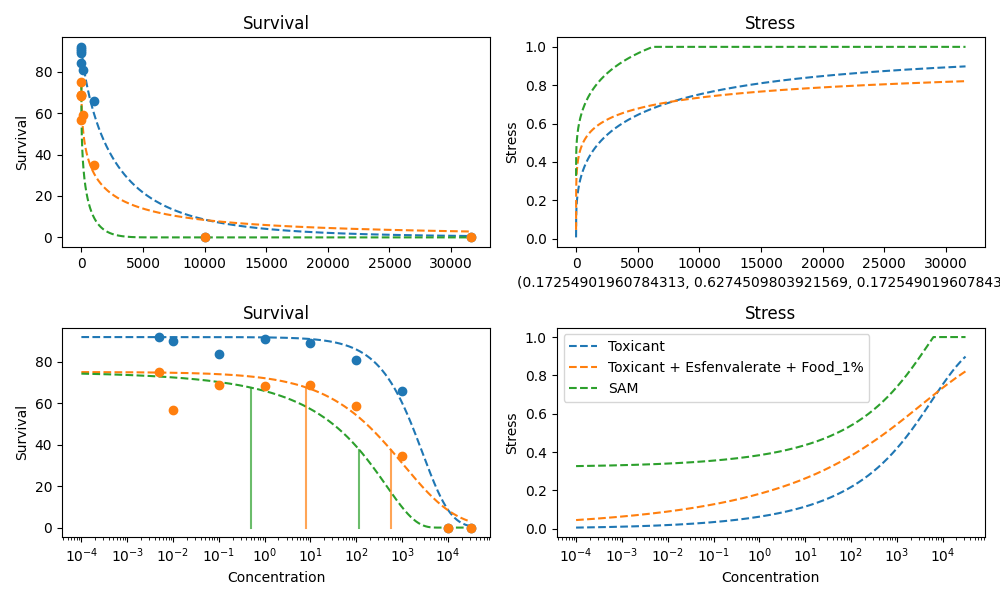 Survival
Stress
Survival
80
60
40
20
0
0 5000 10000 15000 20000 25000 30000
Stress
1.0
0.8
0.6
0.4
0.2
0.0
0 5000 10000 15000 20000 25000 30000
(0.17254901960784313, 0.6274509803921569, 0.172549019607843
Survival
Stress
Survival
80
60
40
20
0
10⁻⁴ 10⁻³ 10⁻² 10⁻¹ 10⁰ 10¹ 10² 10³ 10⁴
Concentration
Stress
1.0
0.8
0.6
0.4
0.2
0.0
Toxicant
Toxicant + Esfenvalerate + Food_1%
SAM
10⁻⁴ 10⁻³ 10⁻² 10⁻¹ 10⁰ 10¹ 10² 10³ 10⁴
Concentration